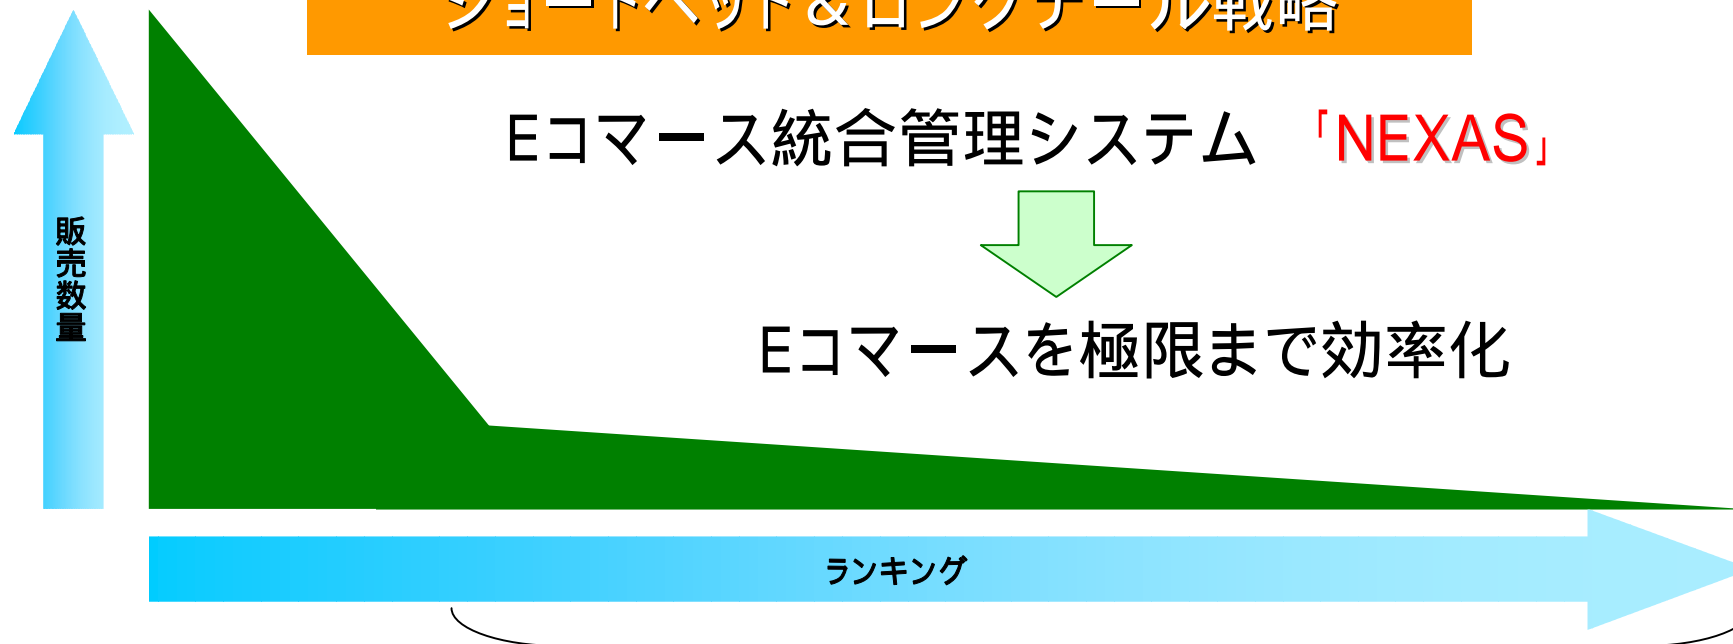 ショートヘッド＆ロングテール戦略
Eコマース統合管理システム 「NEXAS」
Eコマースを極限まで効率化
販売数量
ランキング